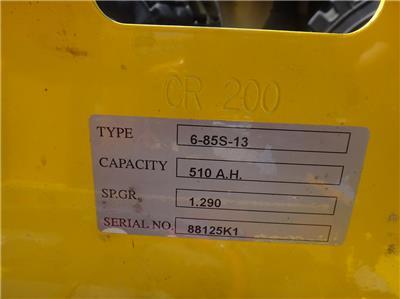 CR 200
TYPE 6-85S-13
CAPACITY 510 A.H.
SP.GR. 1.290
SERIAL NO. 88125K1